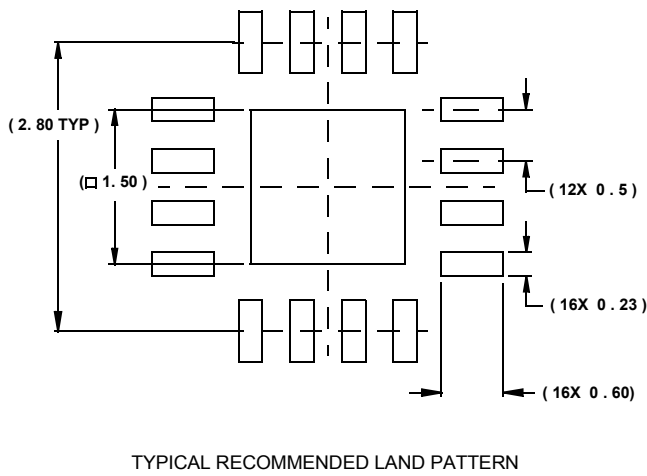 ( 2. 80 TYP )
(□ 1. 50 )
( 12X 0 . 5 )
( 16X 0 . 23 )
( 16X 0 . 60)
TYPICAL RECOMMENDED LAND PATTERN